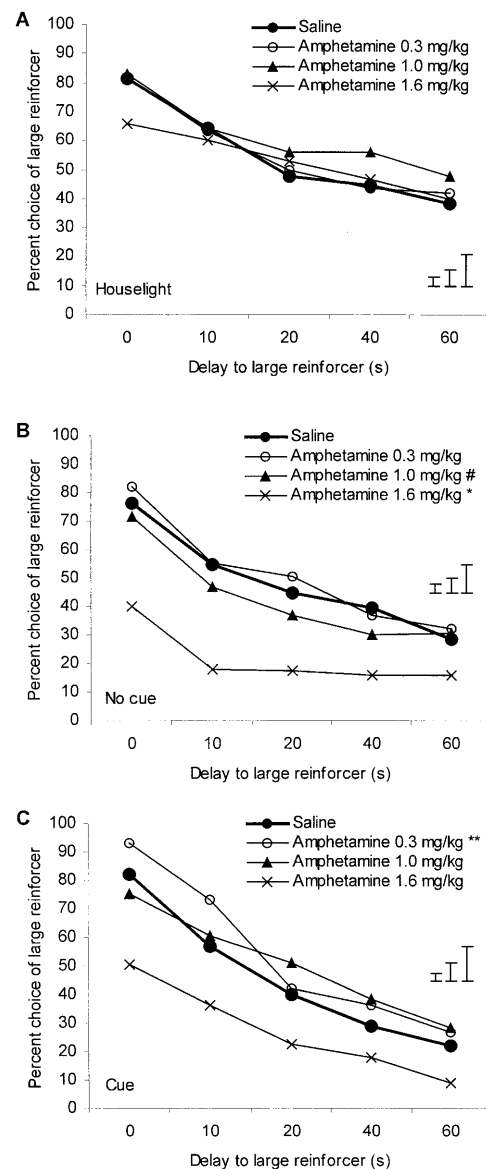 A
Saline
Amphetamine 0.3 mg/kg
Amphetamine 1.0 mg/kg
Amphetamine 1.6 mg/kg
Percent choice of large reinforcer
100
90
80
70
60
50
40
30
20
10
0
Houselight
0 10 20 40 60
Delay to large reinforcer (s)
B
Saline
Amphetamine 0.3 mg/kg
Amphetamine 1.0 mg/kg #
Amphetamine 1.6 mg/kg *
Percent choice of large reinforcer
100
90
80
70
60
50
40
30
20
10
0
No cue
0 10 20 40 60
Delay to large reinforcer (s)
C
Saline
Amphetamine 0.3 mg/kg **
Amphetamine 1.0 mg/kg
Amphetamine 1.6 mg/kg
Percent choice of large reinforcer
100
90
80
70
60
50
40
30
20
10
0
Cue
0 10 20 40 60
Delay to large reinforcer (s)